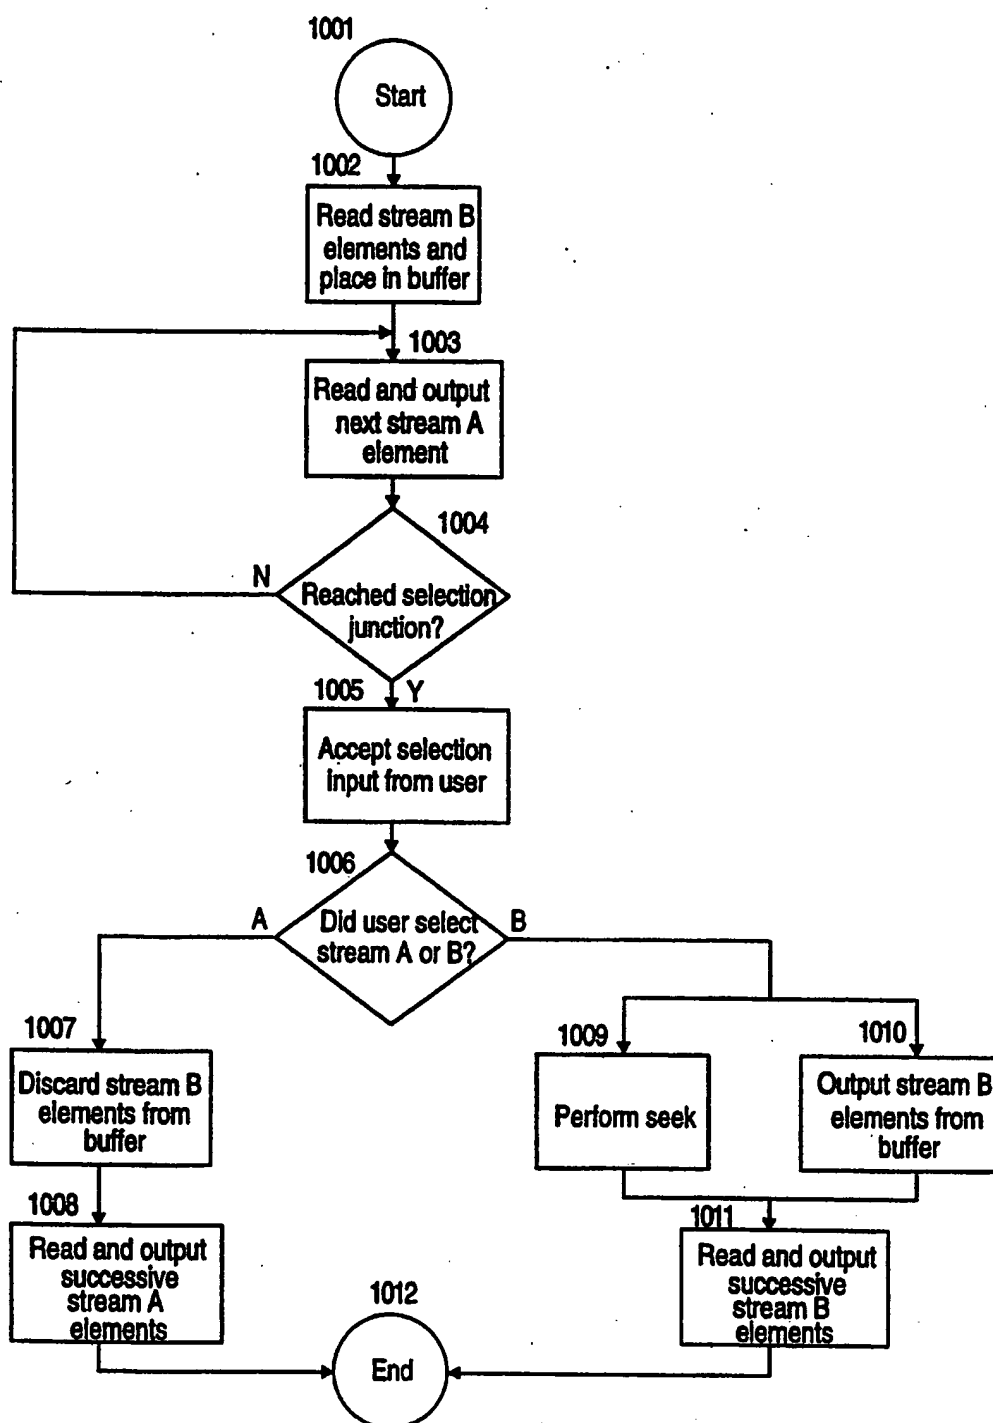 1001
Start
1002
Read stream B
elements and
place in buffer
1003
Read and output
next stream A
element
1004
N
Reached selection
junction?
1005
Y
Accept selection
input from user
1006
A
B
Did user select
stream A or B?
1007
Discard stream B
elements from
buffer
1009
Perform seek
1010
Output stream B
elements from
buffer
1008
Read and output
successive
stream A
elements
1011
Read and output
successive
stream B
elements
1012
End